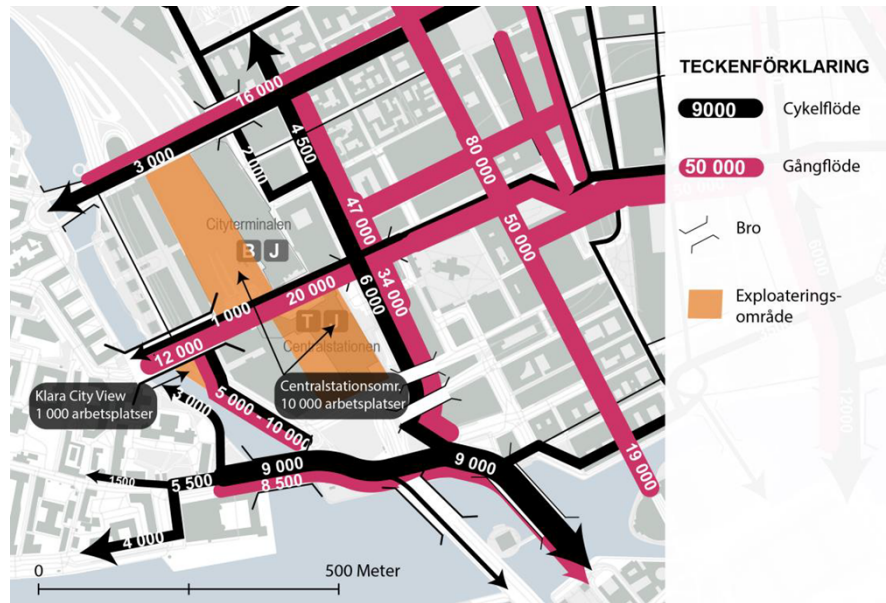 16 000
3 000
2 000
4 500
80 000
47 000
50 000
Cityterminalen
B J
6 000
34 000
20 000
1 000
T J
Centralstationen
12 000
Klara City View
1 000 arbetsplatser
Centralstationsomr.
10 000 arbetsplatser
3 000
5 000 - 10 000
9 000
9 000
8 500
5 500
1500
4 000
19 000
0
500 Meter
TECKENFÖRKLARING
9000
Cykelflöde
50 000
Gångflöde
Bro
Exploaterings-
område
12000